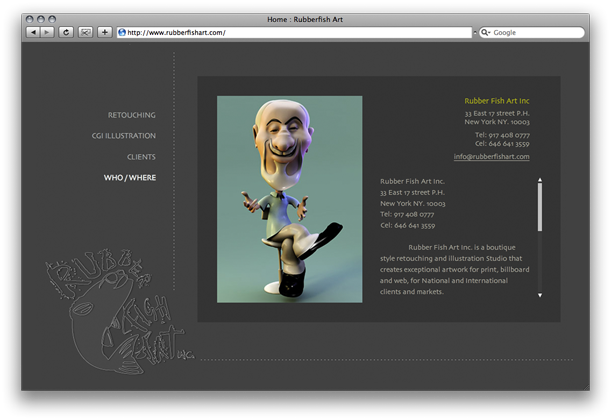 Home : Rubberfish Art
http://www.rubberfishart.com/
Google
RETOUCHING
CGI ILLUSTRATION
CLIENTS
WHO / WHERE
Rubber Fish Art Inc
33 East 17 street P.H.
New York NY. 10003
Tel: 917 408 0777
Cel: 646 641 3559
info@rubberfishart.com
Rubber Fish Art Inc.
33 East 17 street P.H.
New York NY. 10003
Tel: 917 408 0777
Cel: 646 641 3559
Rubber Fish Art Inc. is a boutique
style retouching and illustration Studio that
creates exceptional artwork for print, billboard
and web, for National and International
clients and markets.
RUBBER
FISH
ART INC.